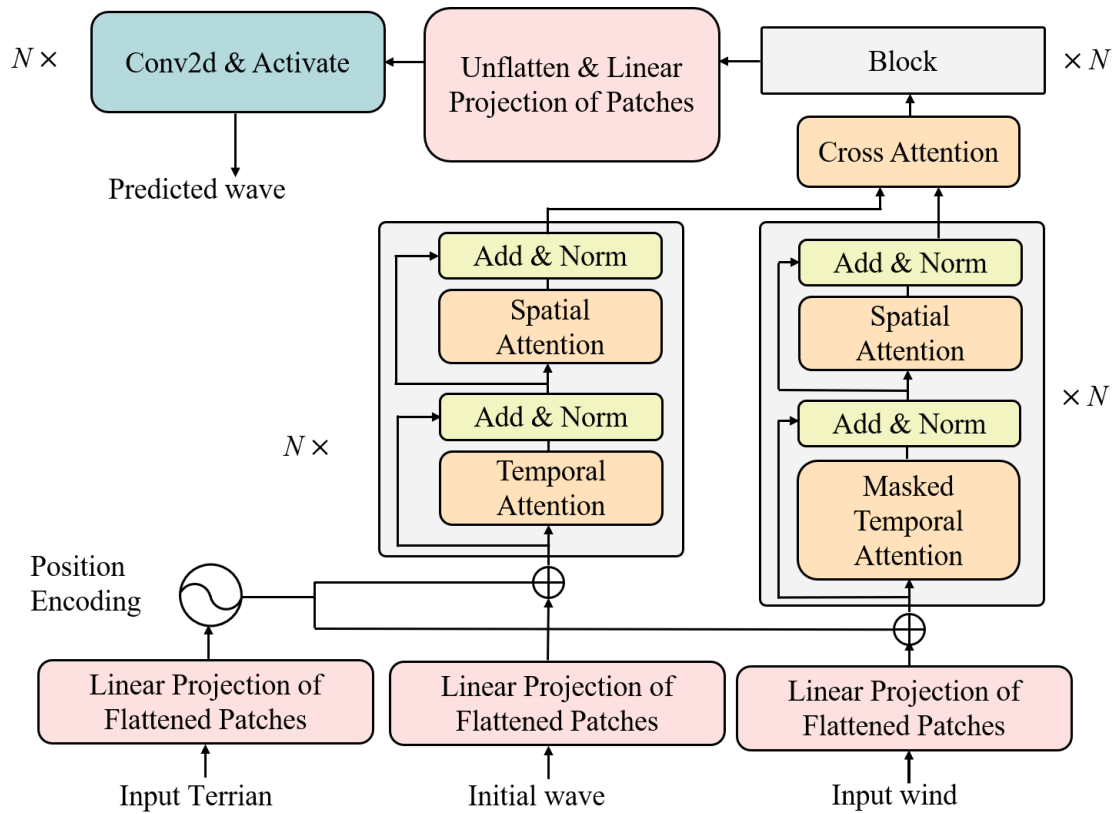 N ×
Conv2d & Activate
Unflatten & Linear
Projection of Patches
Block
× N
Cross Attention
Predicted wave
Add & Norm
Spatial
Attention
Add & Norm
Temporal
Attention
N ×
Add & Norm
Spatial
Attention
Add & Norm
Masked
Temporal
Attention
× N
Position
Encoding
Linear Projection of
Flattened Patches
Linear Projection of
Flattened Patches
Linear Projection of
Flattened Patches
Input Terrian
Initial wave
Input wind